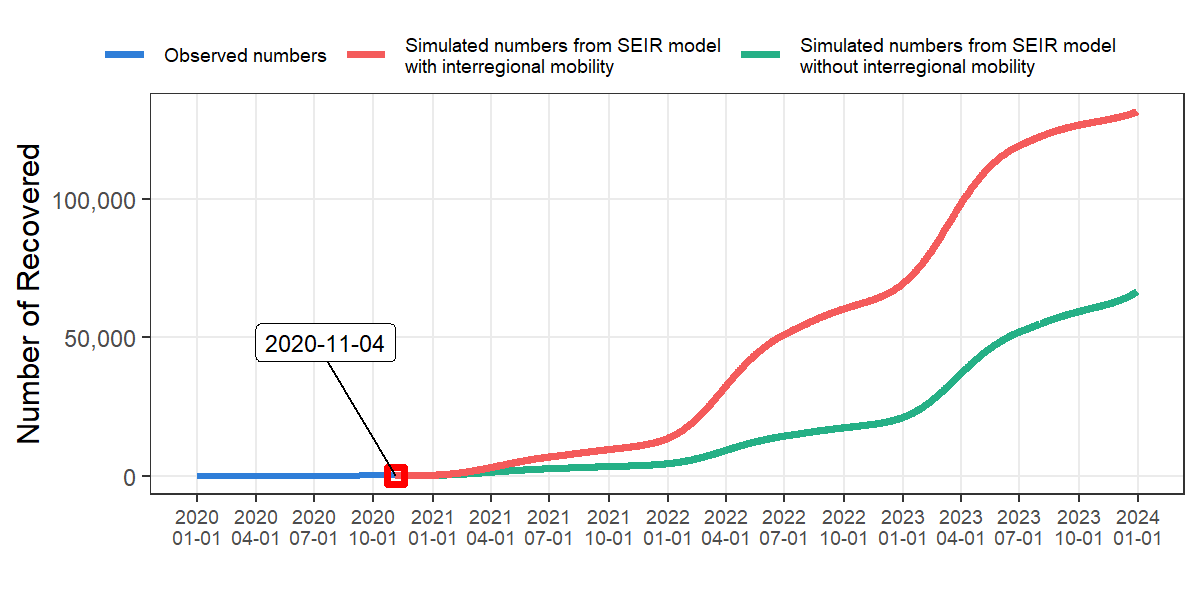 Observed numbers
Simulated numbers from SEIR model
with interregional mobility
Simulated numbers from SEIR model
without interregional mobility
Number of Recovered
100,000
50,000
0
2020-11-04
2020 2020 2020 2020 2021 2021 2021 2021 2022 2022 2022 2022 2023 2023 2023 2023 2024
01-01 04-01 07-01 10-01 01-01 04-01 07-01 10-01 01-01 04-01 07-01 10-01 01-01 04-01 07-01 10-01 01-01